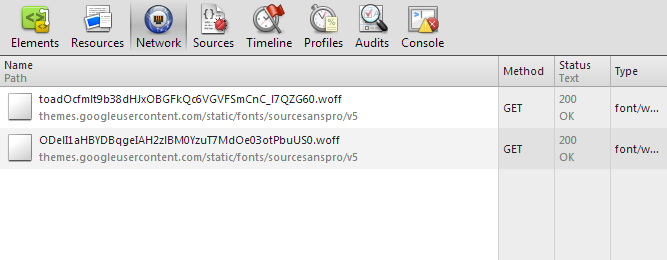 Elements Resources Network Sources Timeline Profiles Audits Console
Name Method Status Type
Path Text
toadOcfmlt9b38dHJxOBGFkQc6VGVFSmCnC_l7QZG60.woff GET 200 font/w...
themes.googleusercontent.com/static/fonts/sourcesanspro/v5 OK
ODelI1aHBYDBqgeIAH2zlBM0YzuT7MdOe03otPbuUS0.woff GET 200 font/w...
themes.googleusercontent.com/static/fonts/sourcesanspro/v5 OK